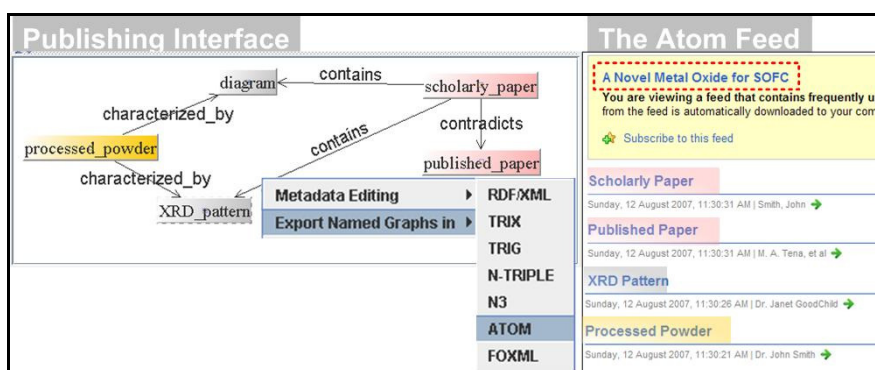 Publishing Interface
diagram
contains
scholarly_paper
characterized_by
contains
contradicts
processed_powder
published_paper
characterized_by
XRD_pattern
Metadata Editing
Export Named Graphs in
RDF/XML
TRIX
TRIG
N-TRIPLE
N3
ATOM
FOXML
The Atom Feed
A Novel Metal Oxide for SOFC
You are viewing a feed that contains frequently u
from the feed is automatically downloaded to your com
Subscribe to this feed
Scholarly Paper
Sunday, 12 August 2007, 11:30:31 AM | Smith, John
Published Paper
Sunday, 12 August 2007, 11:30:31 AM | M. A. Tena, et al
XRD Pattern
Sunday, 12 August 2007, 11:30:26 AM | Dr. Janet GoodChild
Processed Powder
Sunday, 12 August 2007, 11:30:21 AM | Dr. John Smith